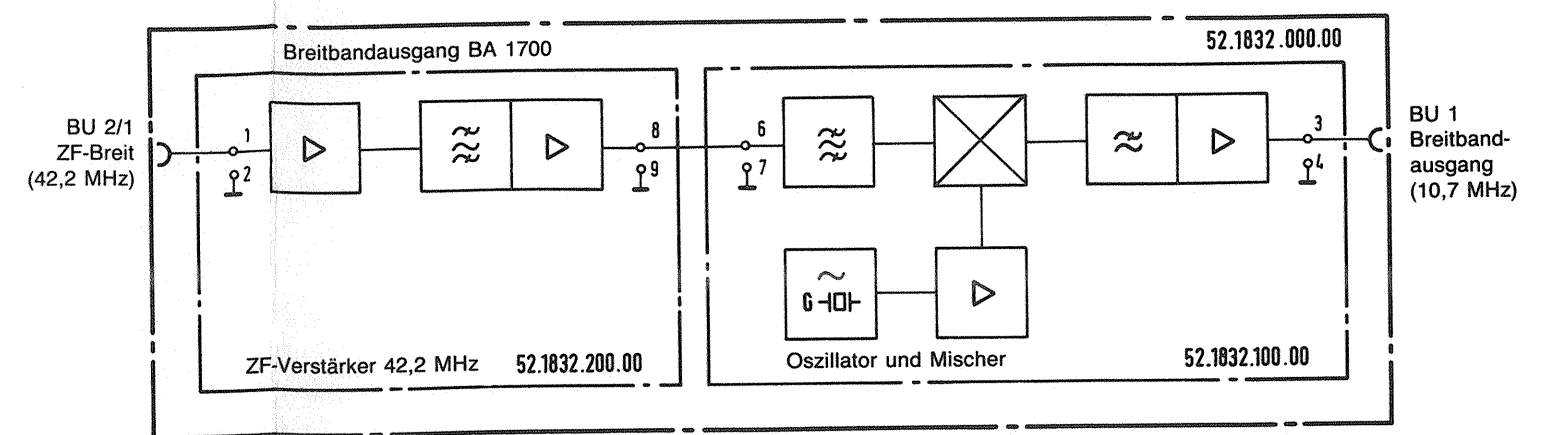 Breitbandausgang BA 1700
52.1832.000.00
BU 2/1
ZF-Breit
(42,2 MHz)
1
2
8
9
6
7
3
4
BU 1
Breitband-
ausgang
(10,7 MHz)
G
ZF-Verstärker 42,2 MHz 52.1832.200.00
Oszillator und Mischer 52.1832.100.00